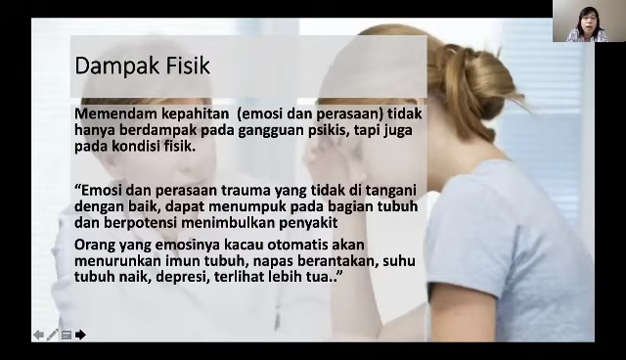 Dampak Fisik
Memendam kepahitan (emosi dan perasaan) tidak
hanya berdampak pada gangguan psikis, tapi juga
pada kondisi fisik.
“Emosi dan perasaan trauma yang tidak di tangani
dengan baik, dapat menumpuk pada bagian tubuh
dan berpotensi menimbulkan penyakit
Orang yang emosinya kacau otomatis akan
menurunkan imun tubuh, napas berantakan, suhu
tubuh naik, depresi, terlihat lebih tua..”